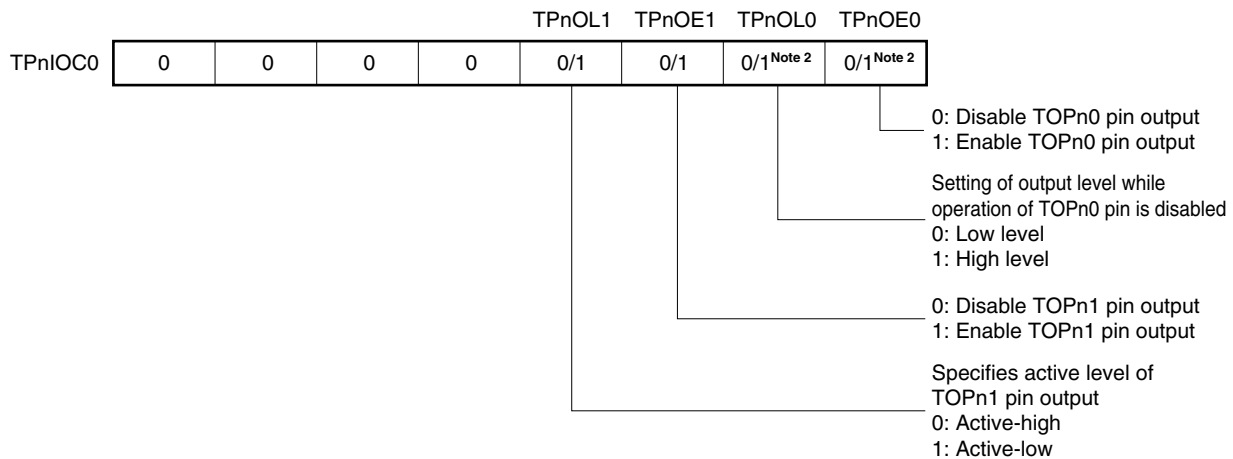 TPnOL1 TPnOE1 TPnOL0 TPnOE0
TPnIOC0 0 0 0 0 0/1 0/1 0/1Note 2 0/1Note 2
0: Disable TOPn0 pin output
1: Enable TOPn0 pin output
Setting of output level while
operation of TOPn0 pin is disabled
0: Low level
1: High level
0: Disable TOPn1 pin output
1: Enable TOPn1 pin output
Specifies active level of
TOPn1 pin output
0: Active-high
1: Active-low